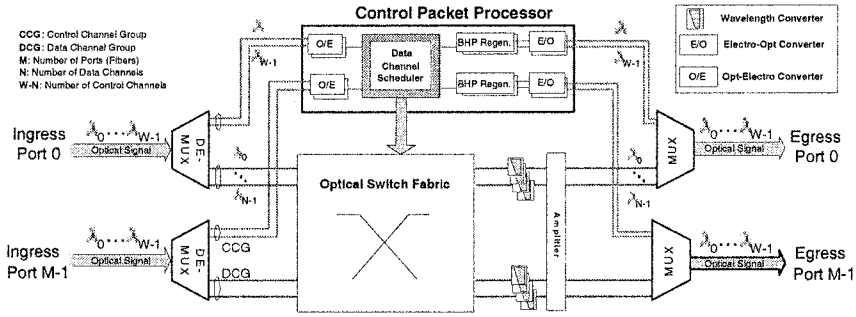 Control Packet Processor
CCG: Control Channel Group
DCG: Data Channel Group
M: Number of Ports (Fibers)
N: Number of Data Channels
W-N: Number of Control Channels
λ
λW-1
O/E
O/E
Data
Channel
Scheduler
BHP Regen.
BHP Regen.
E/O
E/O
λ
λW-1
Wavelength Converter
E/O Electro-Opt Converter
O/E Opt-Electro Converter
Ingress
Port 0
λ0...λW-1
Optical Signal
DE-
MUX
λ0
λN-1
Optical Switch Fabric
Amplifier
λ0
λN-1
MUX
λ0...λW-1
Optical Signal
Egress
Port 0
Ingress
Port M-1
λ0...λW-1
Optical Signal
DE-
MUX
CCG
DCG
MUX
λ0...λW-1
Optical Signal
Egress
Port M-1